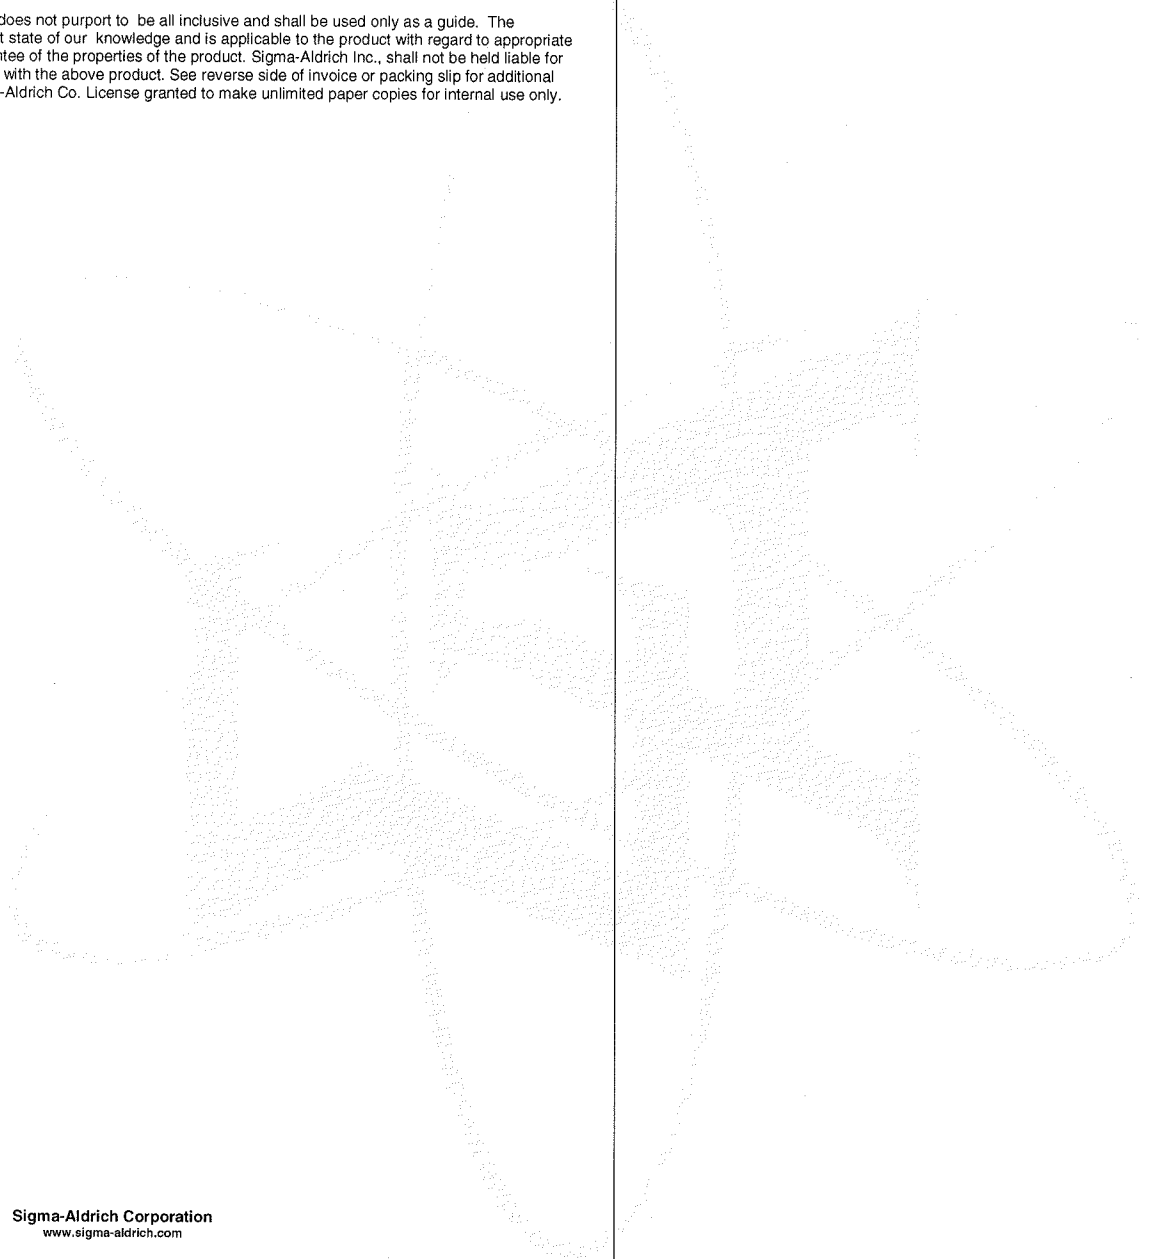 does not purport to be all inclusive and shall be used only as a guide. The
t state of our knowledge and is applicable to the product with regard to appropriate
ntee of the properties of the product. Sigma-Aldrich Inc., shall not be held liable for
with the above product. See reverse side of invoice or packing slip for additional
-Aldrich Co. License granted to make unlimited paper copies for internal use only.
Sigma-Aldrich Corporation
www.sigma-aldrich.com